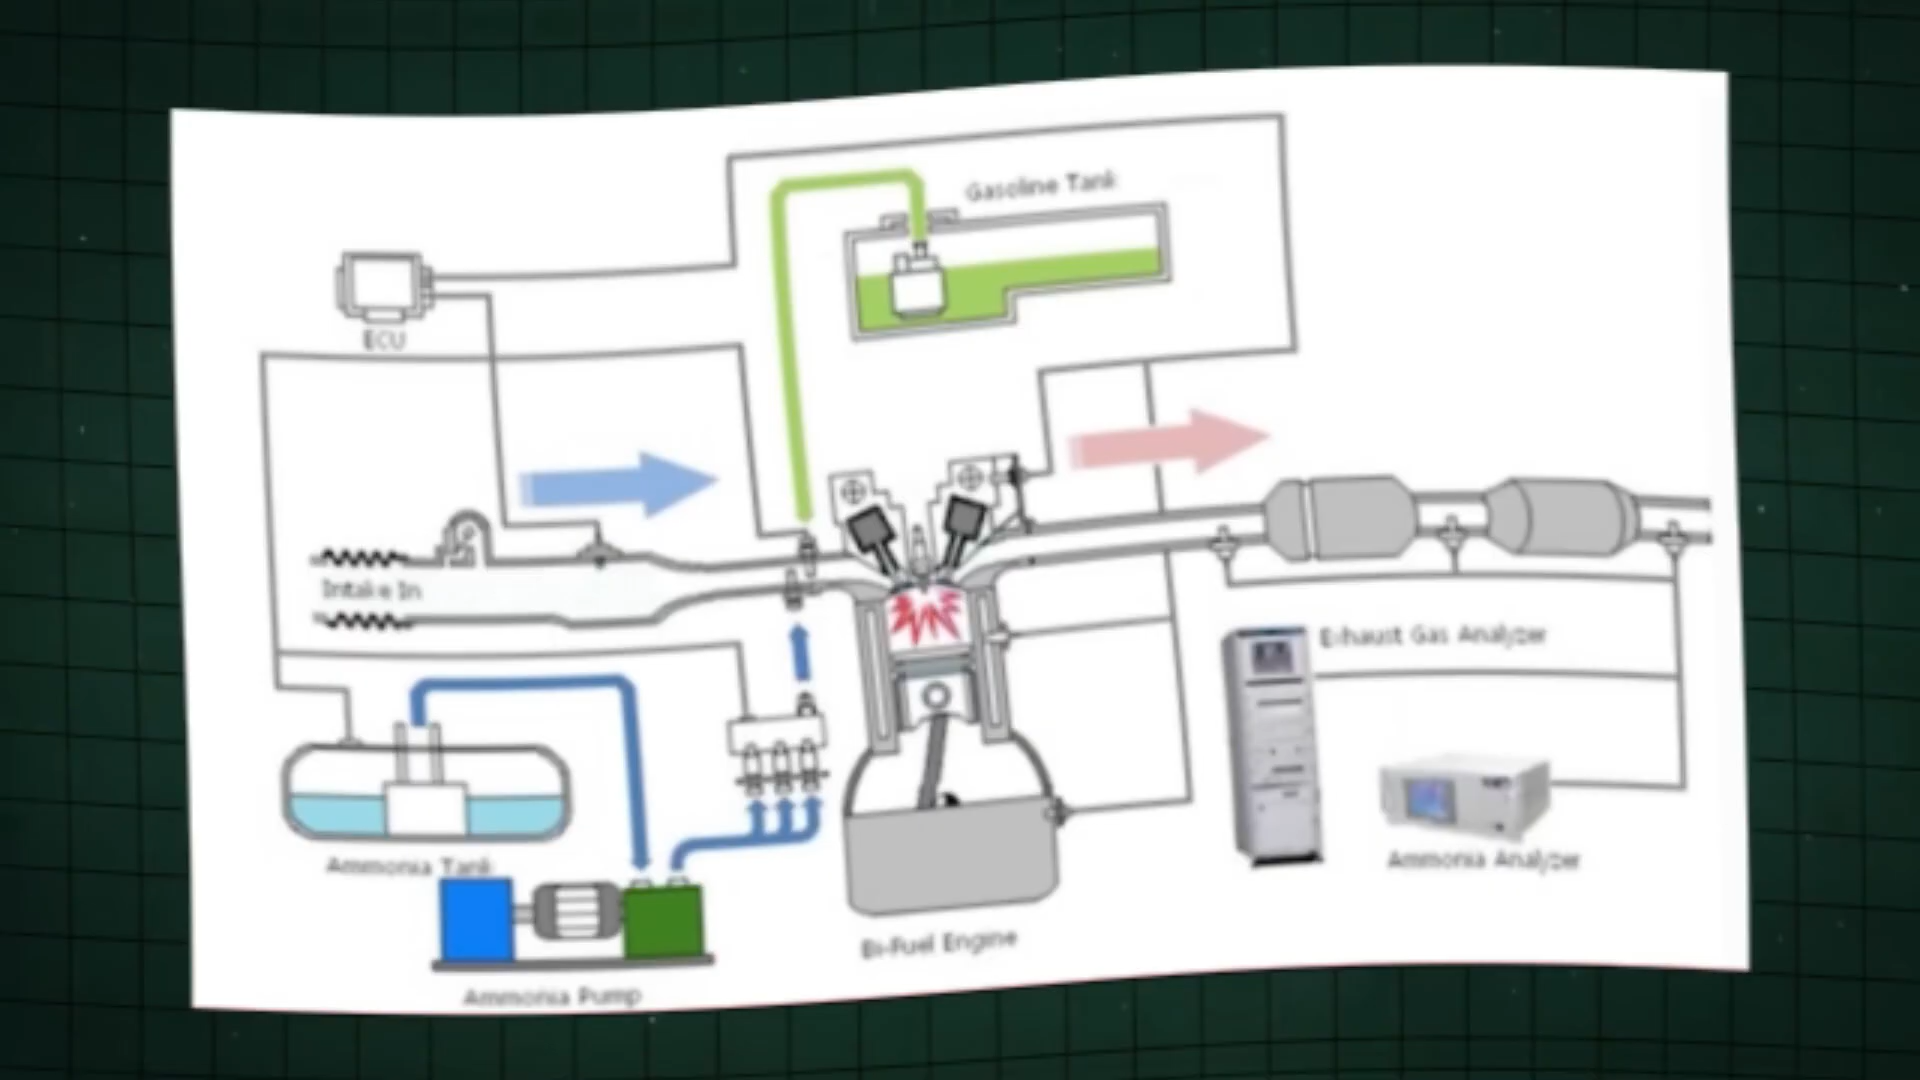 Gasoline Tank
ECU
Intake In
Exhaust Gas Analyzer
Ammonia Tank
Ammonia Analyzer
Bi-Fuel Engine
Ammonia Pump